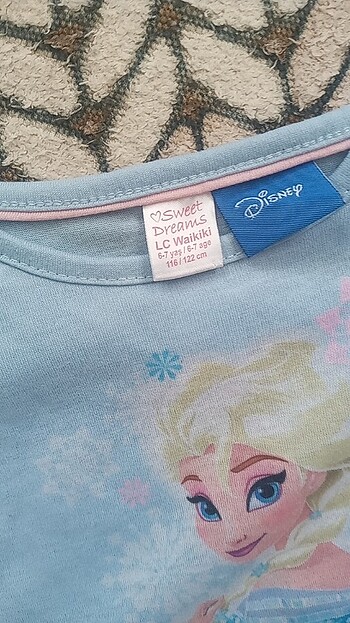 Sweet
Dreams
LC Waikiki
6-7 yaş / 6-7 age
116 / 122 cm
Disney